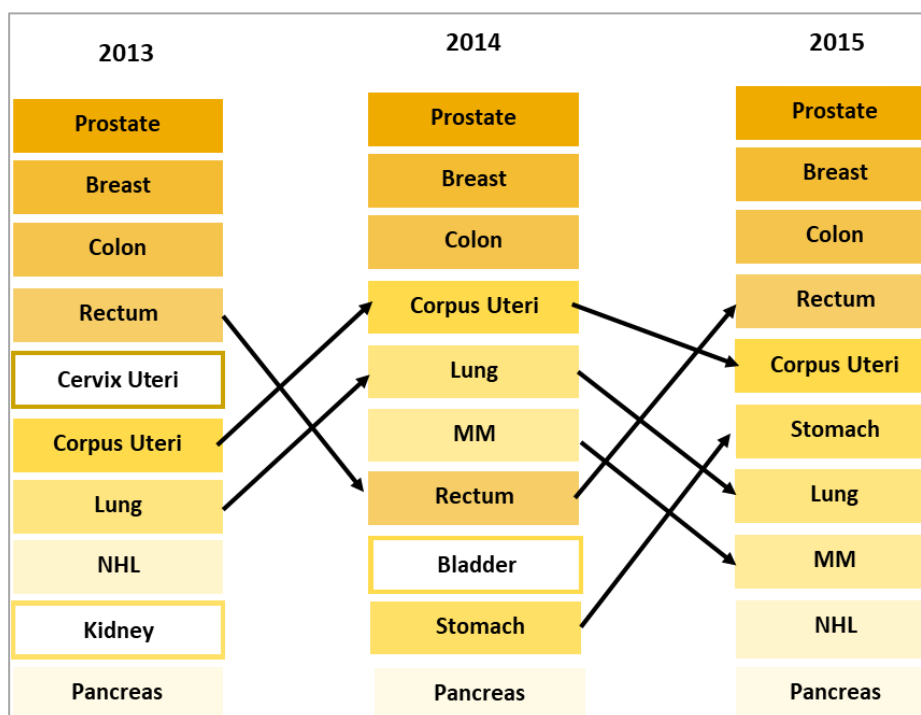 2013
Prostate
Breast
Colon
Rectum
Cervix Uteri
Corpus Uteri
Lung
NHL
Kidney
Pancreas
2014
Prostate
Breast
Colon
Corpus Uteri
Lung
MM
Rectum
Bladder
Stomach
Pancreas
2015
Prostate
Breast
Colon
Rectum
Corpus Uteri
Stomach
Lung
MM
NHL
Pancreas